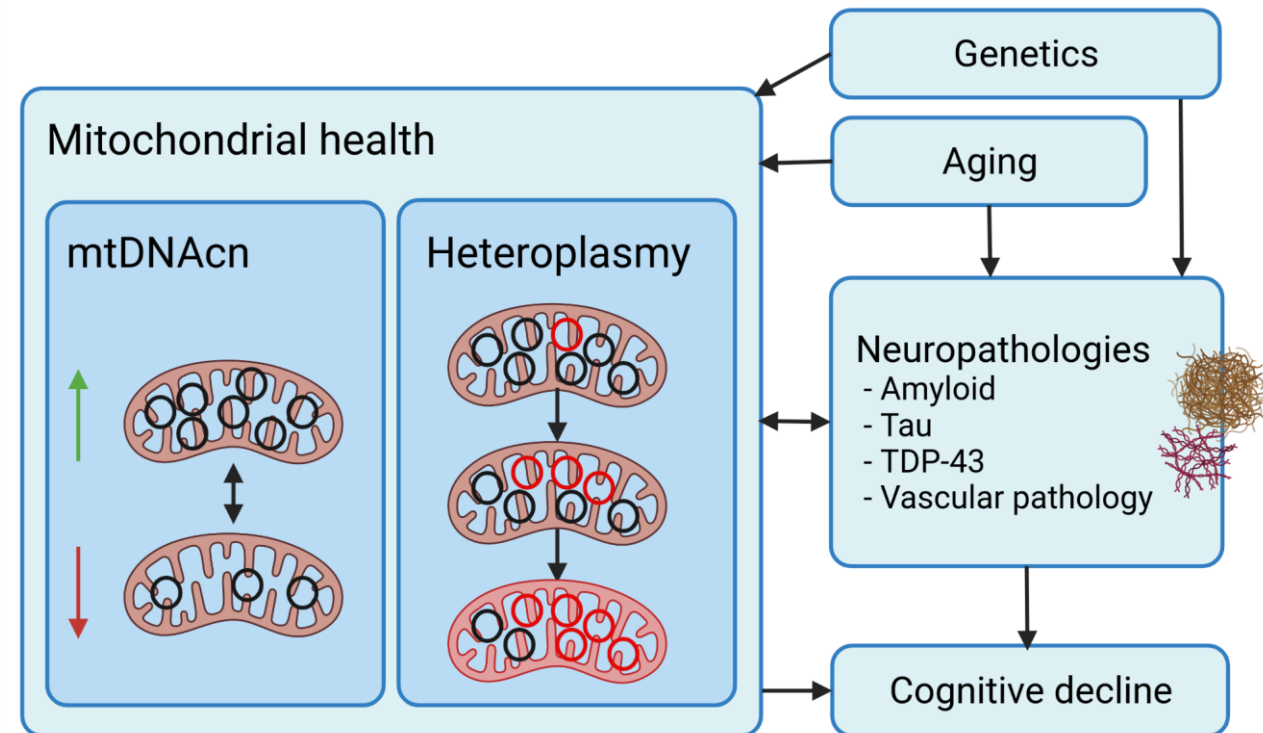 Genetics
Mitochondrial health
Aging
mtDNAcn
Heteroplasmy
Neuropathologies
- Amyloid
- Tau
- TDP-43
- Vascular pathology
Cognitive decline